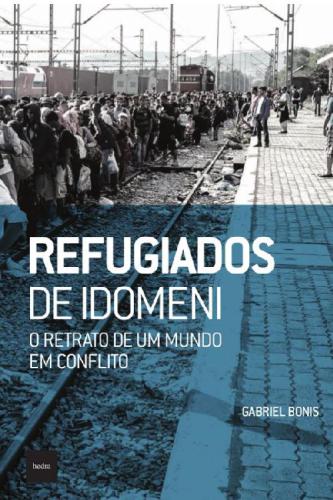 REFUGIADOS
DE IDOMENI
O RETRATO DE UM MUNDO
EM CONFLITO
GABRIEL BONIS
hedra